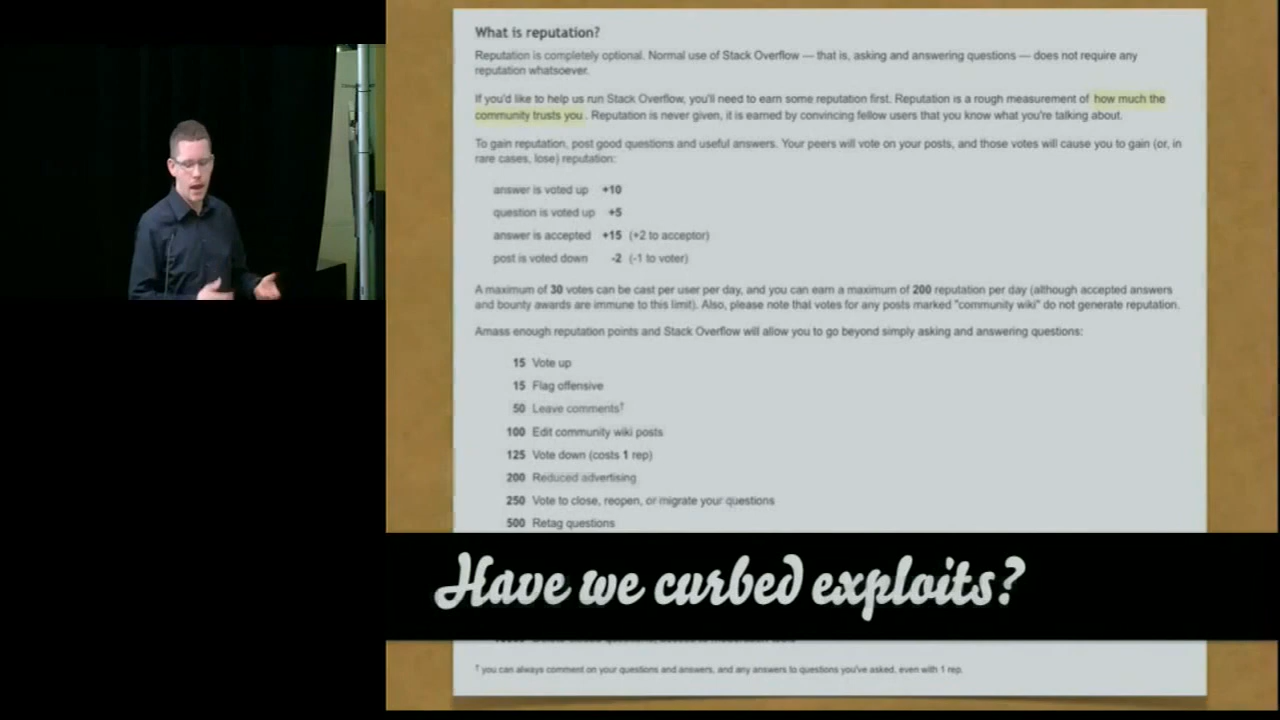 What is reputation?
Reputation is completely optional. Normal use of Stack Overflow — that is, asking and answering questions — does not require any
reputation whatsoever.
If you'd like to help us run Stack Overflow, you'll need to earn some reputation first. Reputation is a rough measurement of how much the
community trusts you . Reputation is never given, it is earned by convincing fellow users that you know what you're talking about.
To gain reputation, post good questions and useful answers. Your peers will vote on your posts, and those votes will cause you to gain (or, in
rare cases, lose) reputation:
answer is voted up +10
question is voted up +5
answer is accepted +15 (+2 to acceptor)
post is voted down -2 (-1 to voter)
A maximum of 30 votes can be cast per user per day, and you can earn a maximum of 200 reputation per day (although accepted answers
and bounty awards are immune to this limit). Also, please note that votes for any posts marked "community wiki" do not generate reputation.
Amass enough reputation points and Stack Overflow will allow you to go beyond simply asking and answering questions:
15 Vote up
15 Flag offensive
50 Leave comments†
100 Edit community wiki posts
125 Vote down (costs 1 rep)
200 Reduced advertising
250 Vote to close, reopen, or migrate your questions
500 Retag questions
Have we curbed exploits?
† you can always comment on your questions and answers, and any answers to questions you've asked, even with 1 rep.